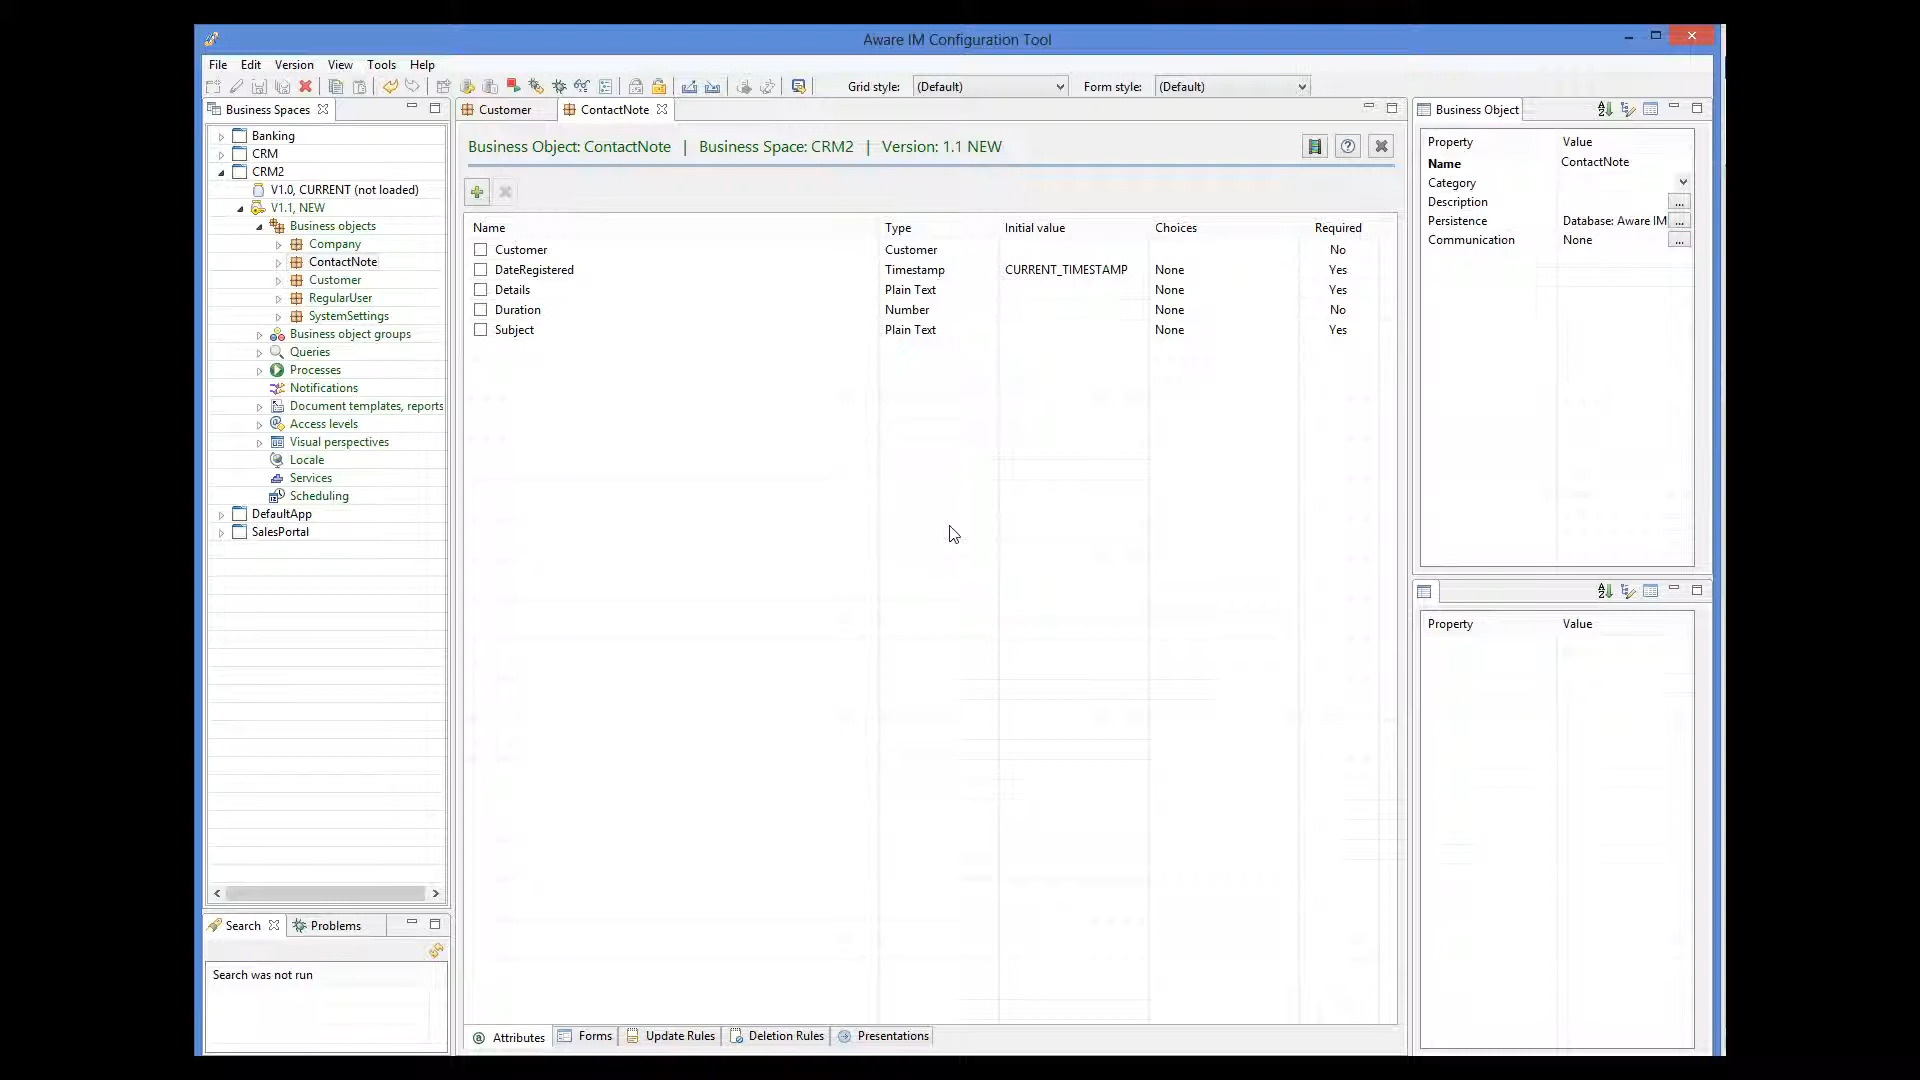 Aware IM Configuration Tool
File Edit Version View Tools Help
Grid style: (Default) Form style: (Default)
Business Spaces
Banking
CRM
CRM2
V1.0, CURRENT (not loaded)
V1.1, NEW
Business objects
Company
ContactNote
Customer
RegularUser
SystemSettings
Business object groups
Queries
Processes
Notifications
Document templates, reports
Access levels
Visual perspectives
Locale
Services
Scheduling
DefaultApp
SalesPortal
Search Problems
Search was not run
Customer ContactNote
Business Object: ContactNote | Business Space: CRM2 | Version: 1.1 NEW
Name Type Initial value Choices Required
Customer Customer No
DateRegistered Timestamp CURRENT_TIMESTAMP None Yes
Details Plain Text None Yes
Duration Number None No
Subject Plain Text None Yes
Attributes Forms Update Rules Deletion Rules Presentations
Business Object
Property Value
Name ContactNote
Category
Description ...
Persistence Database: Aware IM ...
Communication None ...
Property Value